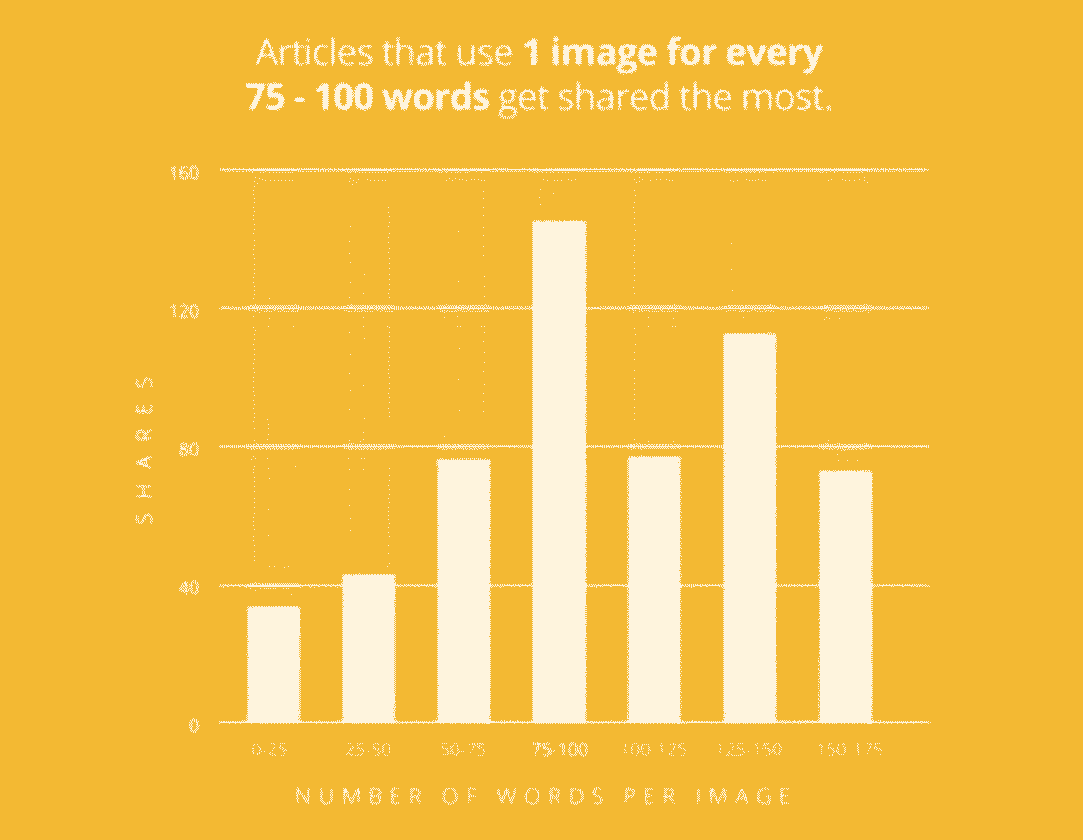 Articles that use 1 image for every
75 - 100 words get shared the most.
160
120
80
40
0
SHARES
0-25 25-50 50-75 75-100 100-125 125-150 150-175
NUMBER OF WORDS PER IMAGE